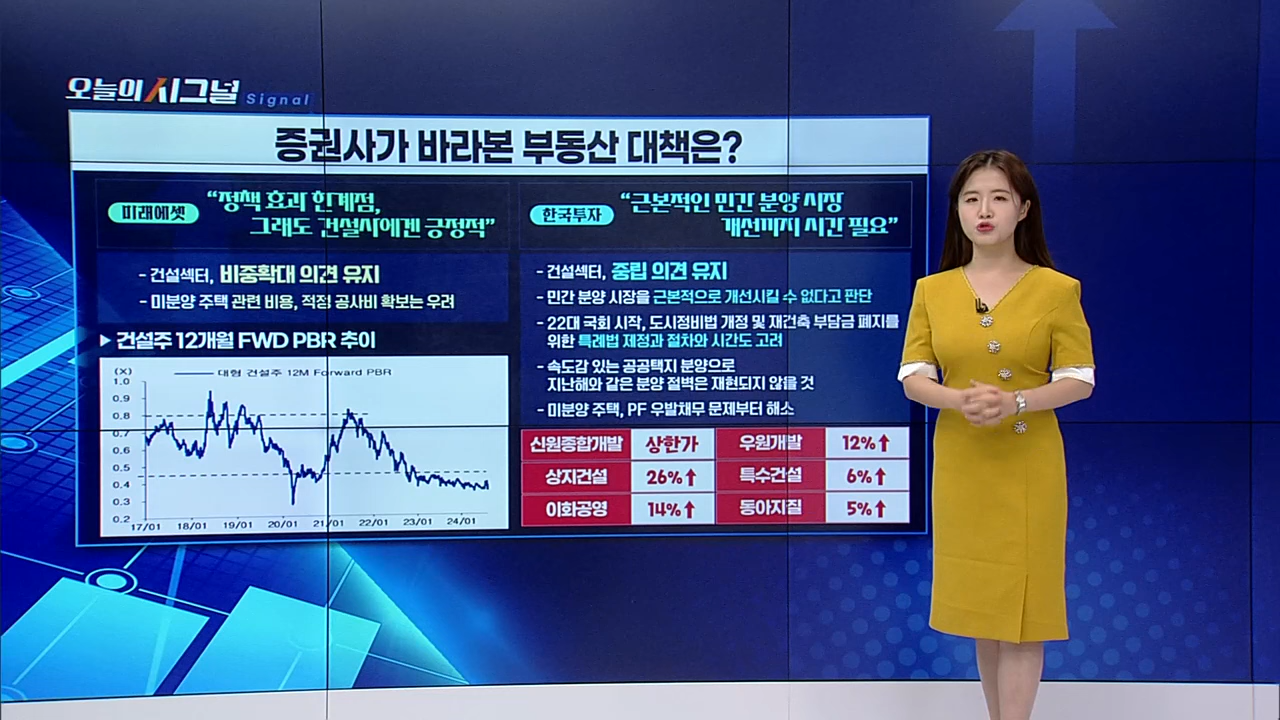 오늘의 시그널 Signal
증권사가 바라본 부동산 대책은?
미래에셋
“정책 효과 한계점,
그래도 건설사에겐 긍정적”
- 건설섹터, 비중확대 의견 유지
- 미분양 주택 관련 비용, 적정 공사비 확보는 우려
▶ 건설주 12개월 FWD PBR 추이
(X)
대형 건설주 12M Forward PBR
1.0
0.9
0.8
0.7
0.6
0.5
0.4
0.3
0.2
17/01 18/01 19/01 20/01 21/01 22/01 23/01 24/01
한국투자
“근본적인 민간 분양 시장
개선까지 시간 필요”
- 건설섹터, 중립 의견 유지
- 민간 분양 시장을 근본적으로 개선시킬 수 없다고 판단
- 22대 국회 시작, 도시정비법 개정 및 재건축 부담금 폐지를
위한 특례법 제정과 절차와 시간도 고려
- 속도감 있는 공공택지 분양으로
지난해와 같은 분양 절벽은 재현되지 않을 것
- 미분양 주택, PF 우발채무 문제부터 해소
신원종합개발 상한가 우원개발 12%↑
상지건설 26%↑ 특수건설 6%↑
이화공영 14%↑ 동아지질 5%↑